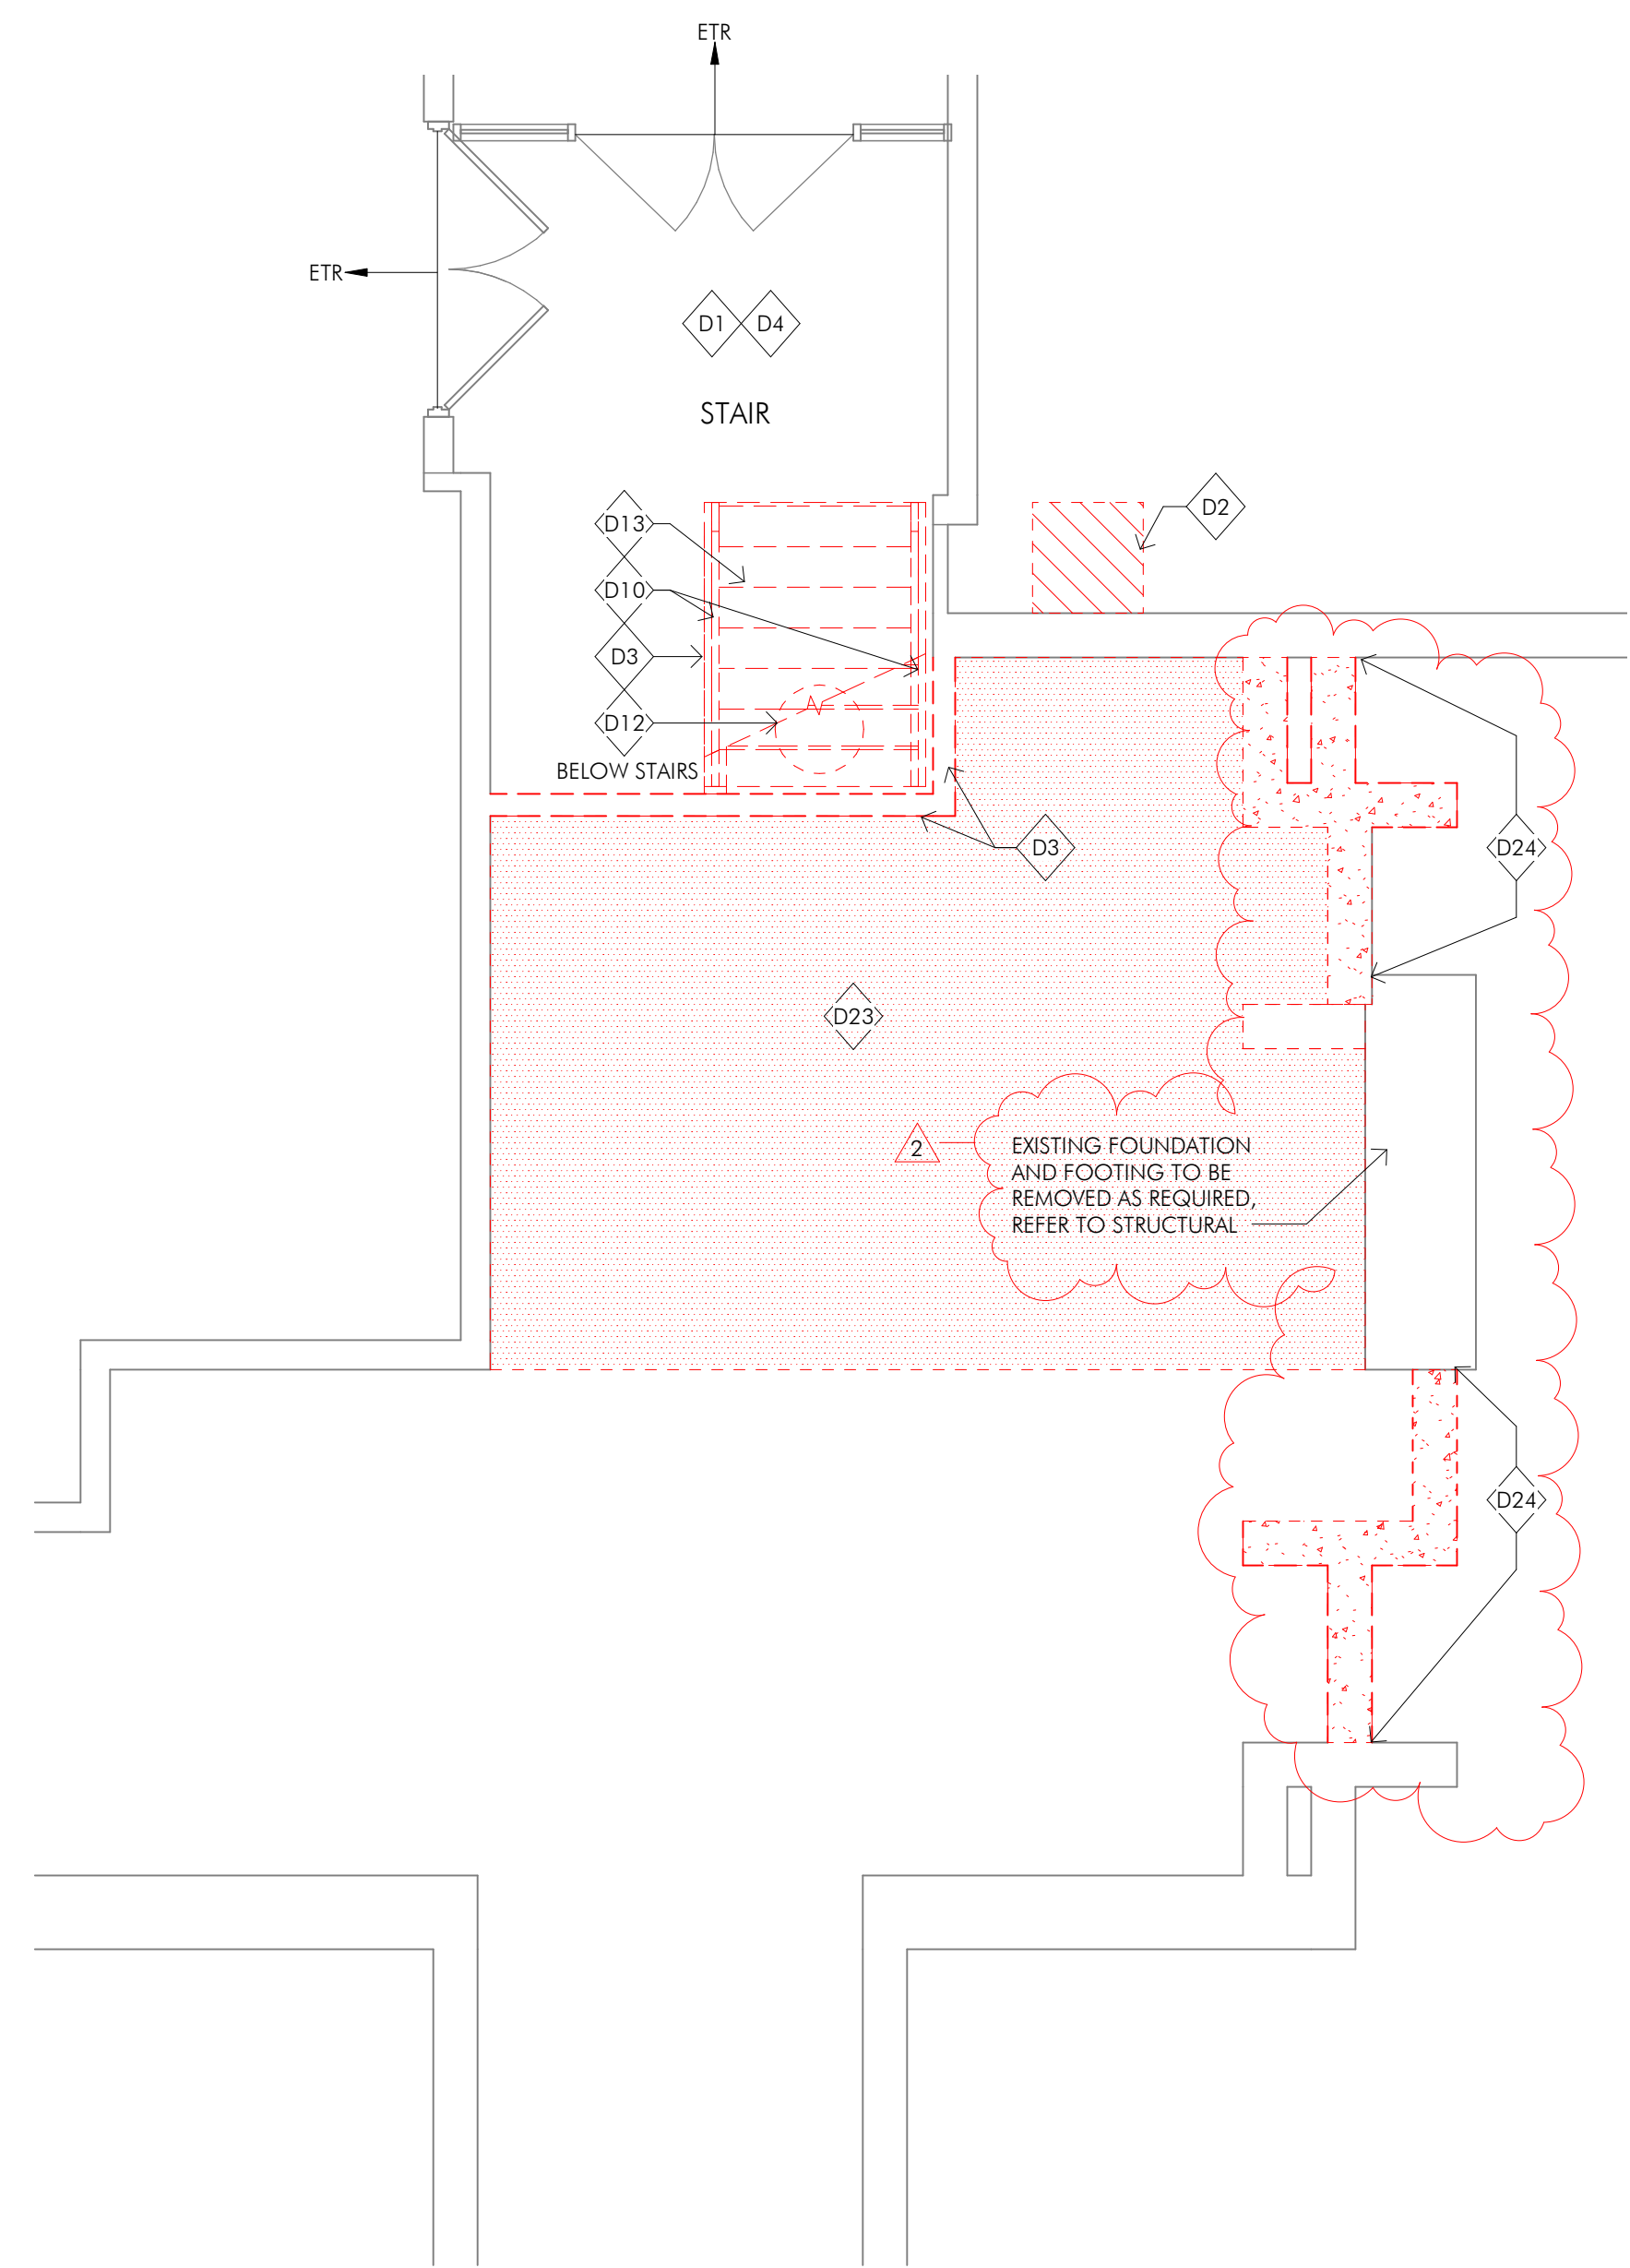 ETR
ETR
D1 D4
STAIR
D13
D2
D10
D3
D12
BELOW STAIRS
D3
D24
D23
2
EXISTING FOUNDATION
AND FOOTING TO BE
REMOVED AS REQUIRED,
REFER TO STRUCTURAL
D24